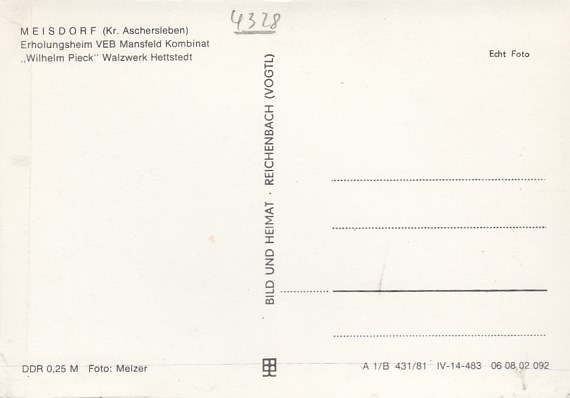 4328
MEISDORF (Kr. Aschersleben)
Erholungsheim VEB Mansfeld Kombinat
„Wilhelm Pieck" Walzwerk Hettstedt
Echt Foto
BILD UND HEIMAT · REICHENBACH (VOGTL)
DDR 0,25 M Foto: Melzer
A 1/B 431/81 IV-14-483 06 08 02 092